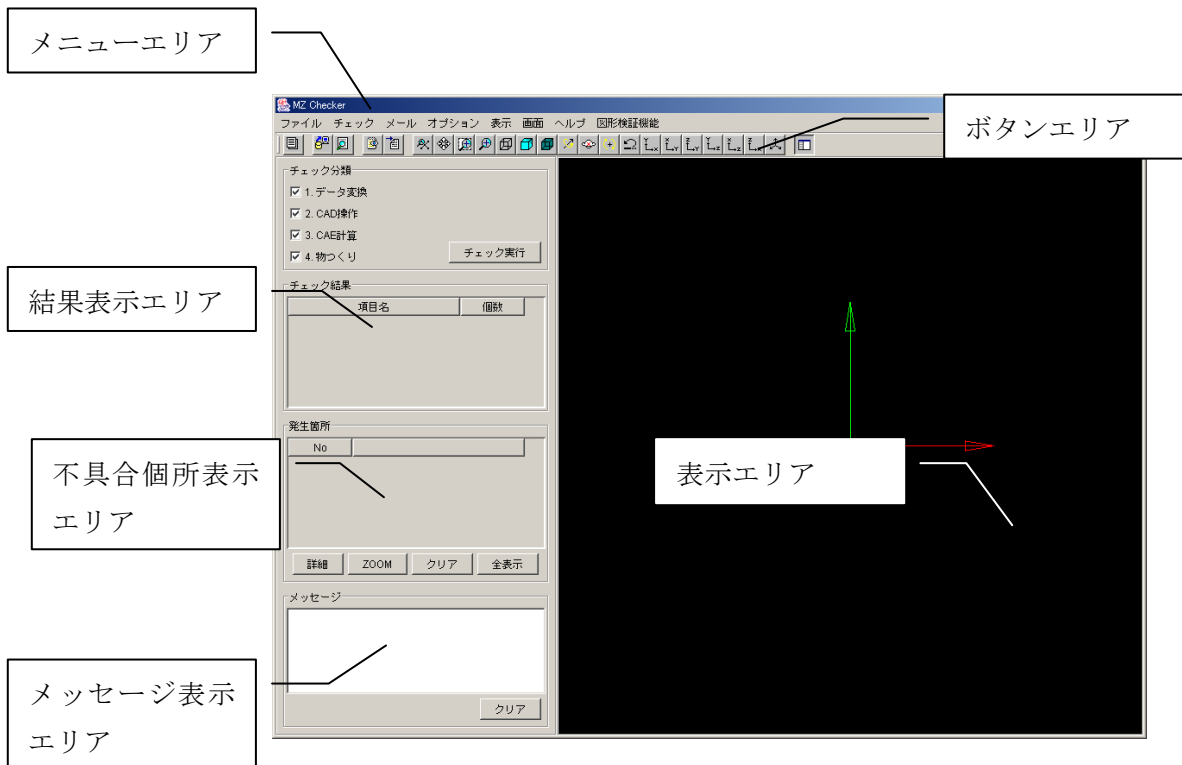 メニューエリア
MZ Checker
ファイル チェック メール オプション 表示 画面 ヘルプ 図形検証機能
ボタンエリア
チェック分類
1. データ変換
2. CAD操作
3. CAE計算
4. 物つくり
チェック実行
結果表示エリア
チェック結果
項目名 個数
発生箇所
No
不具合個所表示
エリア
表示エリア
詳細 ZOOM クリア 全表示
メッセージ
メッセージ表示
エリア
クリア